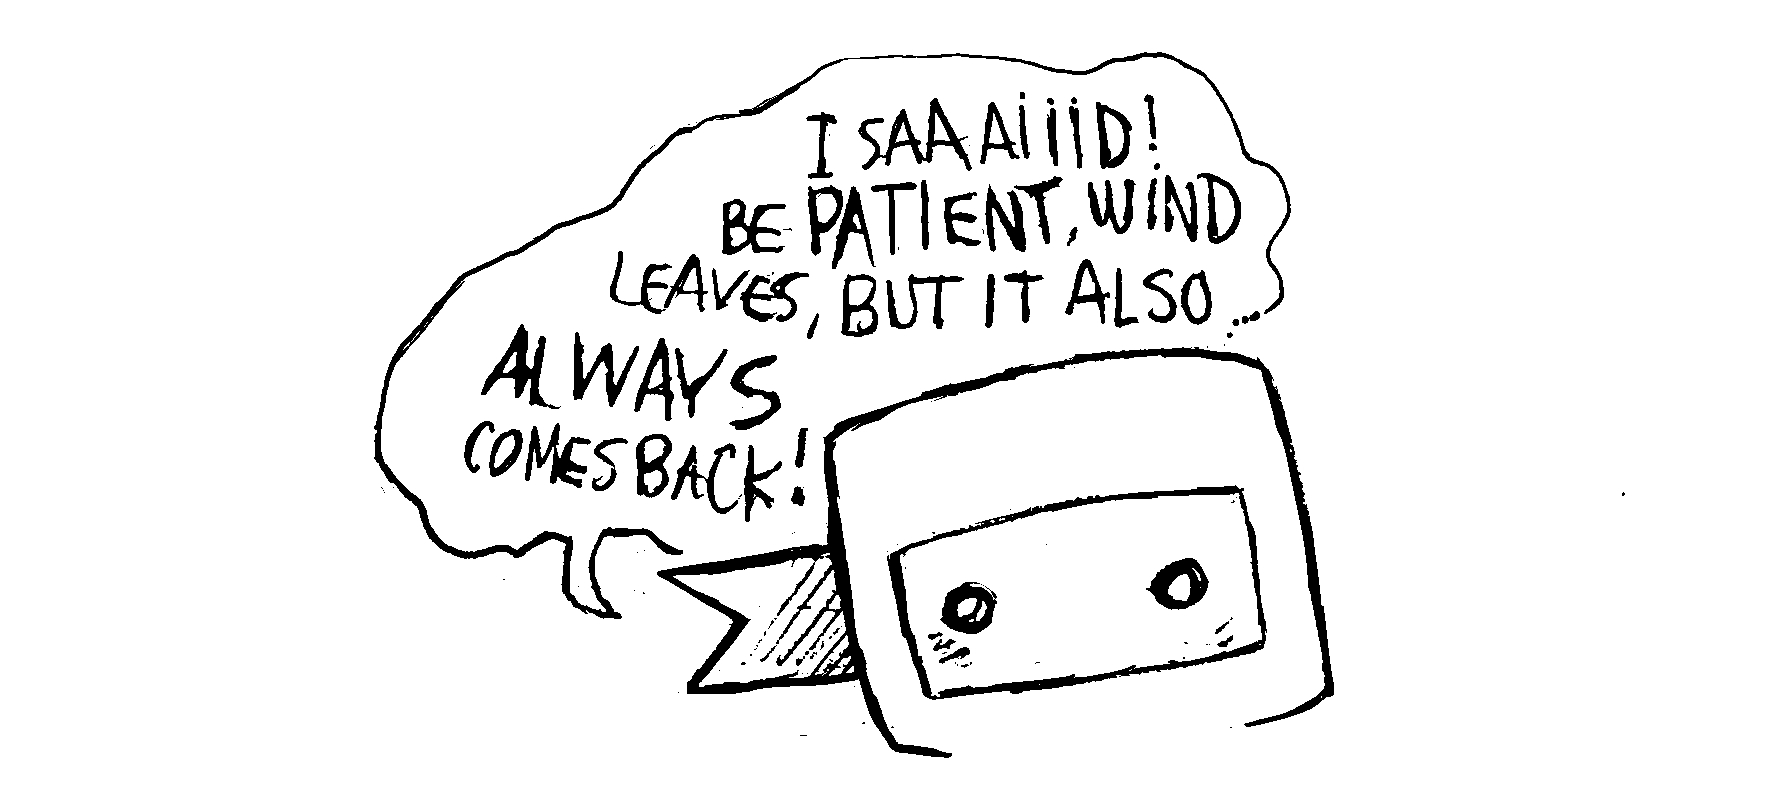 I SAAAiiiD!
BE PATIENT, WiND
LEAVES, BUT IT ALSO
ALWAYS
COMES BACK!